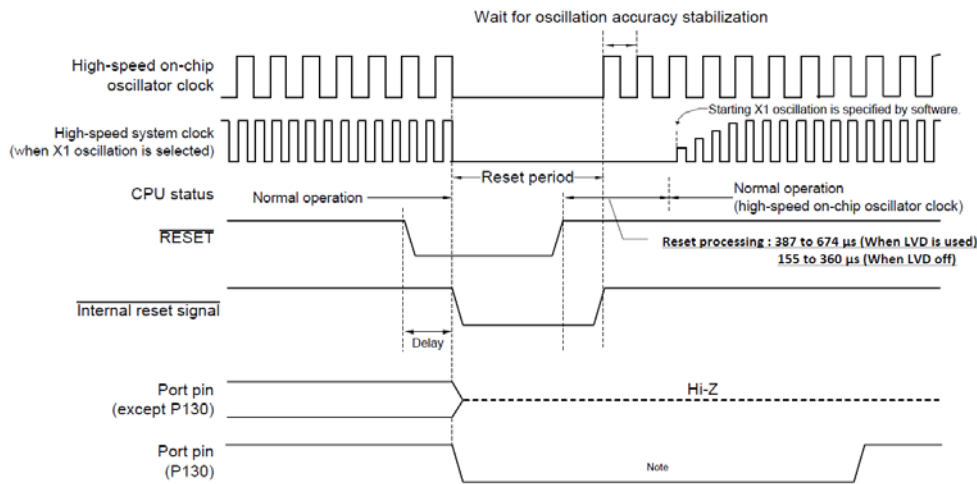 Wait for oscillation accuracy stabilization
High-speed on-chip
oscillator clock
Starting X1 oscillation is specified by software.
High-speed system clock
(when X1 oscillation is selected)
Reset period
CPU status
Normal operation
Normal operation
(high-speed on-chip oscillator clock)
RESET
Reset processing : 387 to 674 µs (When LVD is used)
155 to 360 µs (When LVD off)
Internal reset signal
Delay
Port pin
(except P130)
Hi-Z
Port pin
(P130)
Note